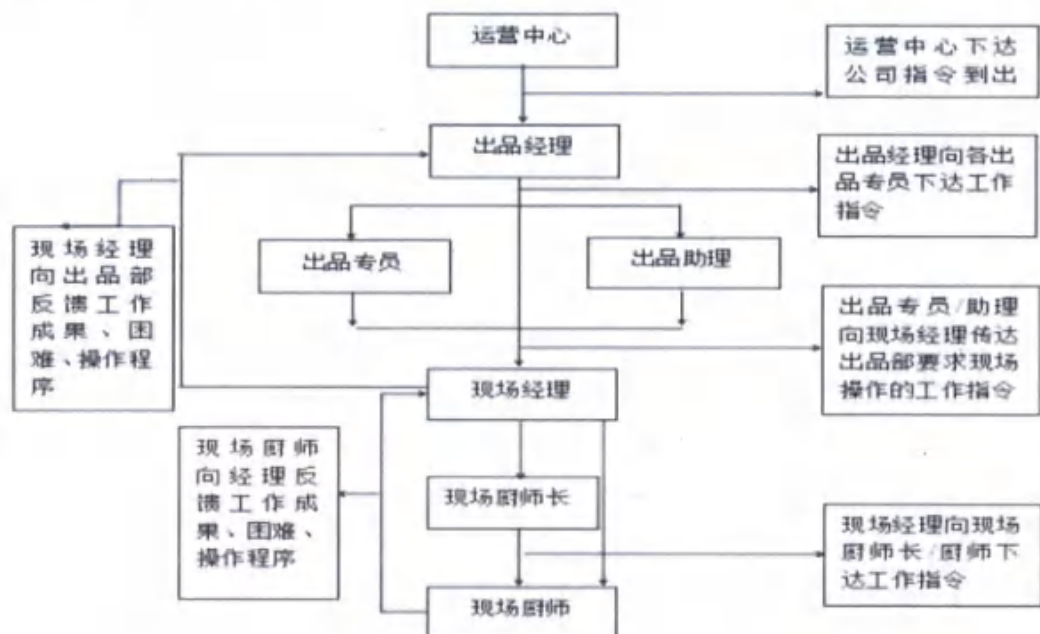 运营中心
运营中心下达
公司指令到出
出品经理
出品经理向各出
品专员下达工作
指令
现场经理
向出品部
反馈工作
成果、困
难、操作程
序
出品专员
出品助理
出品专员/助理
向现场经理传达
出品部要求现场
操作的工作指令
现场经理
现场厨师
向经理反
馈工作成
果、困难、
操作程序
现场厨师长
现场经理向现场
厨师长/厨师下
达工作指令
现场厨师